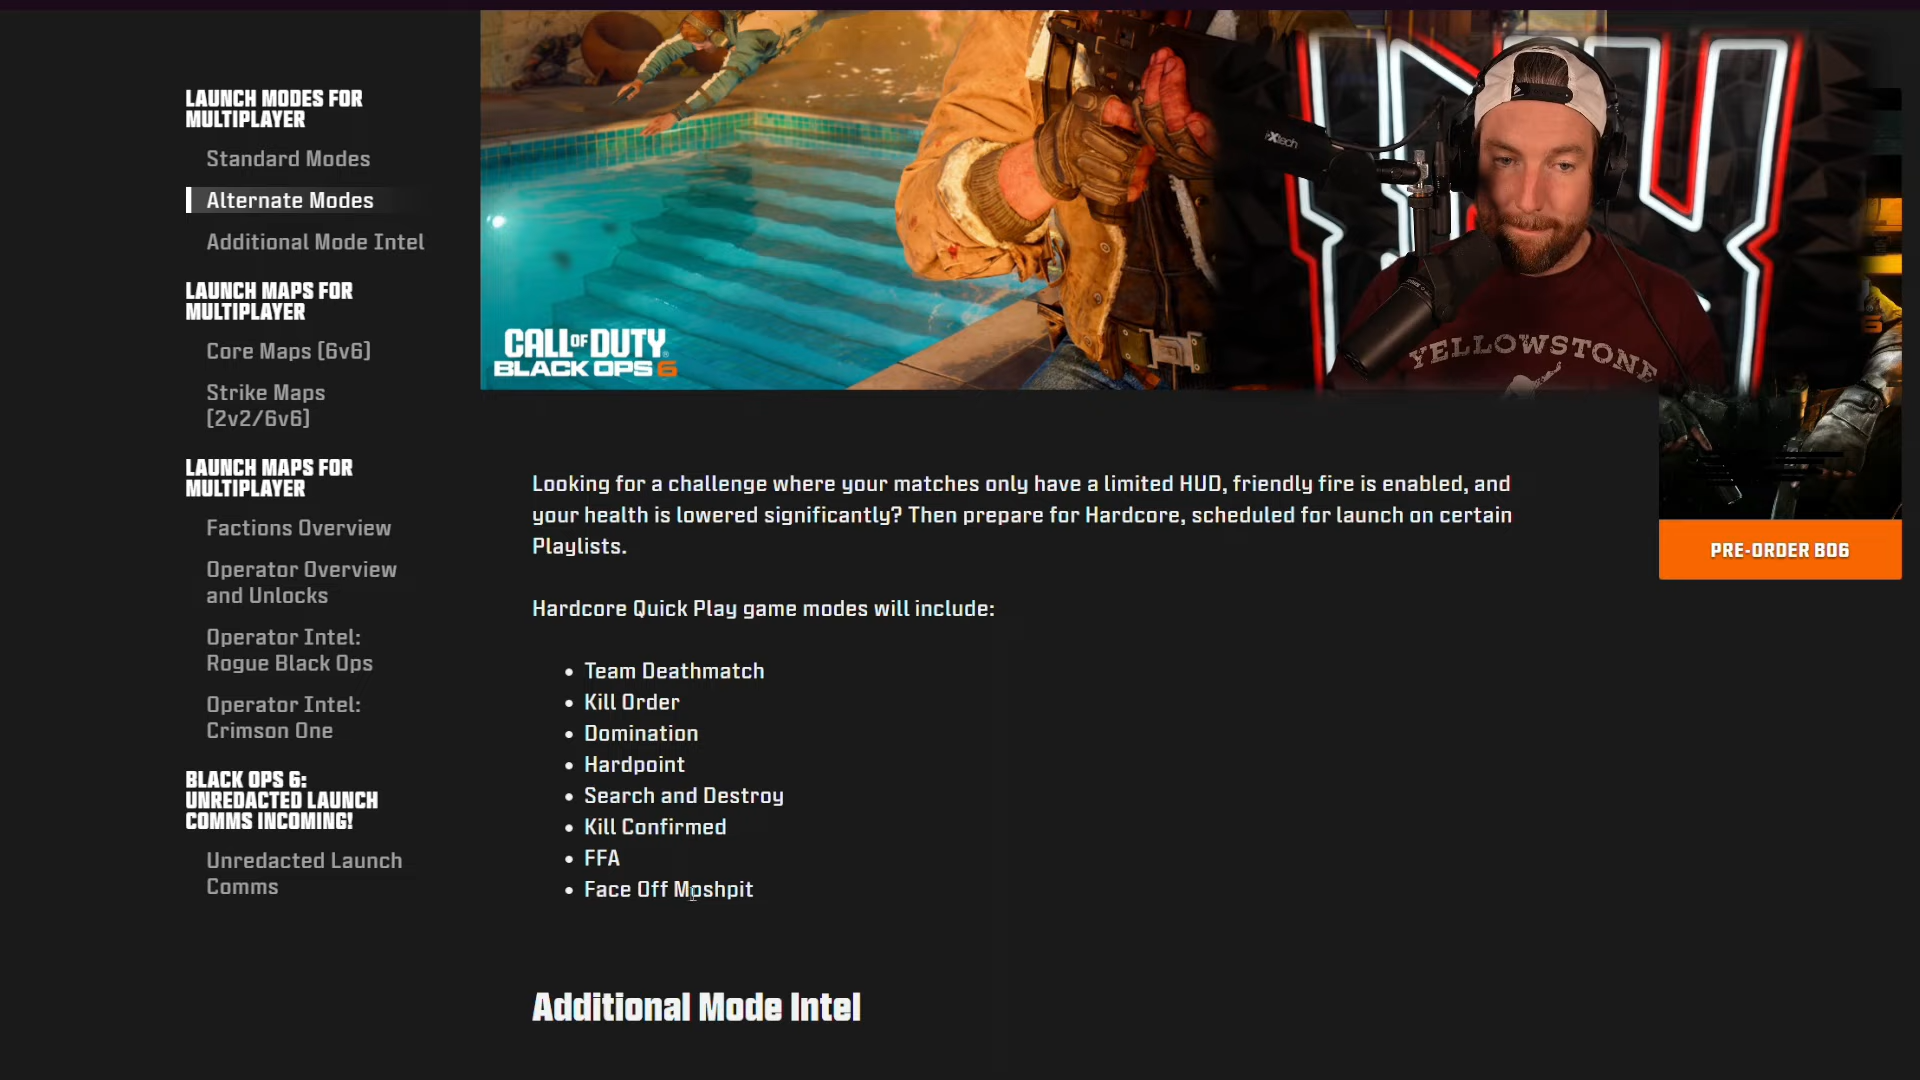 LAUNCH MODES FOR
MULTIPLAYER
Standard Modes
Alternate Modes
Additional Mode Intel
LAUNCH MAPS FOR
MULTIPLAYER
Core Maps [6v6]
Strike Maps
[2v2/6v6]
LAUNCH MAPS FOR
MULTIPLAYER
Factions Overview
Operator Overview
and Unlocks
Operator Intel:
Rogue Black Ops
Operator Intel:
Crimson One
BLACK OPS 6:
UNREDACTED LAUNCH
COMMS INCOMING!
Unredacted Launch
Comms
CALL OF DUTY
BLACK OPS 6
YELLOWSTONE
Looking for a challenge where your matches only have a limited HUD, friendly fire is enabled, and
your health is lowered significantly? Then prepare for Hardcore, scheduled for launch on certain
Playlists.
Hardcore Quick Play game modes will include:
• Team Deathmatch
• Kill Order
• Domination
• Hardpoint
• Search and Destroy
• Kill Confirmed
• FFA
• Face Off Moshpit
Additional Mode Intel
PRE-ORDER BO6